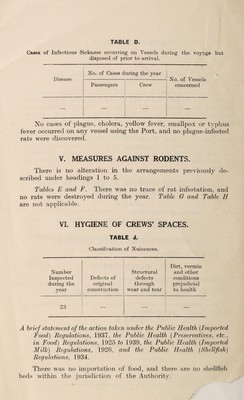 TABLE D.
Cases of Infectious Sickness occurring on Vessels during the voyage but
disposed of prior to arrival.
Disease
No. of Cases during the year
No. of Vessels
concerned
Passengers
Crew
— — — —
No cases of plague, cholera, yellow fever, smallpox or typhus
fever occurred on any vessel using the Port, and no plague-infested
rats were discovered.
V. MEASURES AGAINST RODENTS.
There is no alteration in the arrangements previously de-
scribed under headings 1 to 5.
Tables E and F. There was no trace of rat infestation, and
no rats were destroyed during the year. Table G and Table H
are not applicable.
VI. HYGIENE OF CREWS' SPACES.
TABLE J.
Classification of Nuisances.
Number
Inspected
during the
year
Defects of
original
construction
Structural
defects
through
wear and tear
Dirt, vermin
and other
conditions
prejudicial
to health
23 — — —
A brief statement of the action taken under the Public Health (Imported
Food) Regulations, 1937, the Public Health (Preservatives, etc.,
in Food) Regulations, 1925 to 1939, the Public Health (Imported
Milk) Regulations, 1926, and the Public Health (Shellfish)
Regulations, 1934.
There was no importation of food, and there are no shellfish
beds within the jurisdiction of the Authority.